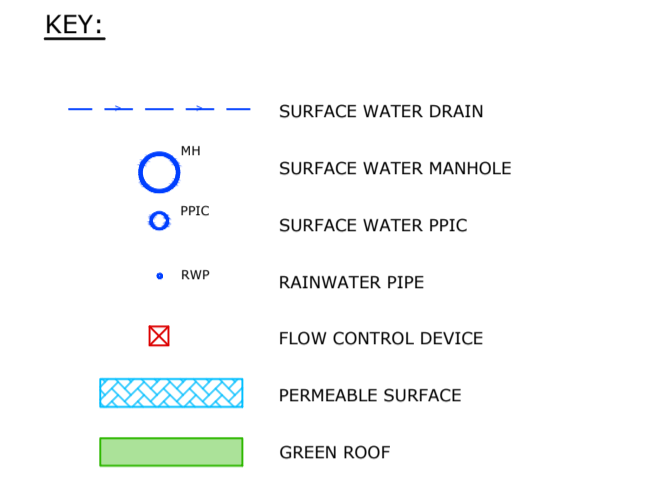 KEY:
SURFACE WATER DRAIN
MH
SURFACE WATER MANHOLE
PPIC
SURFACE WATER PPIC
RWP
RAINWATER PIPE
FLOW CONTROL DEVICE
PERMEABLE SURFACE
GREEN ROOF